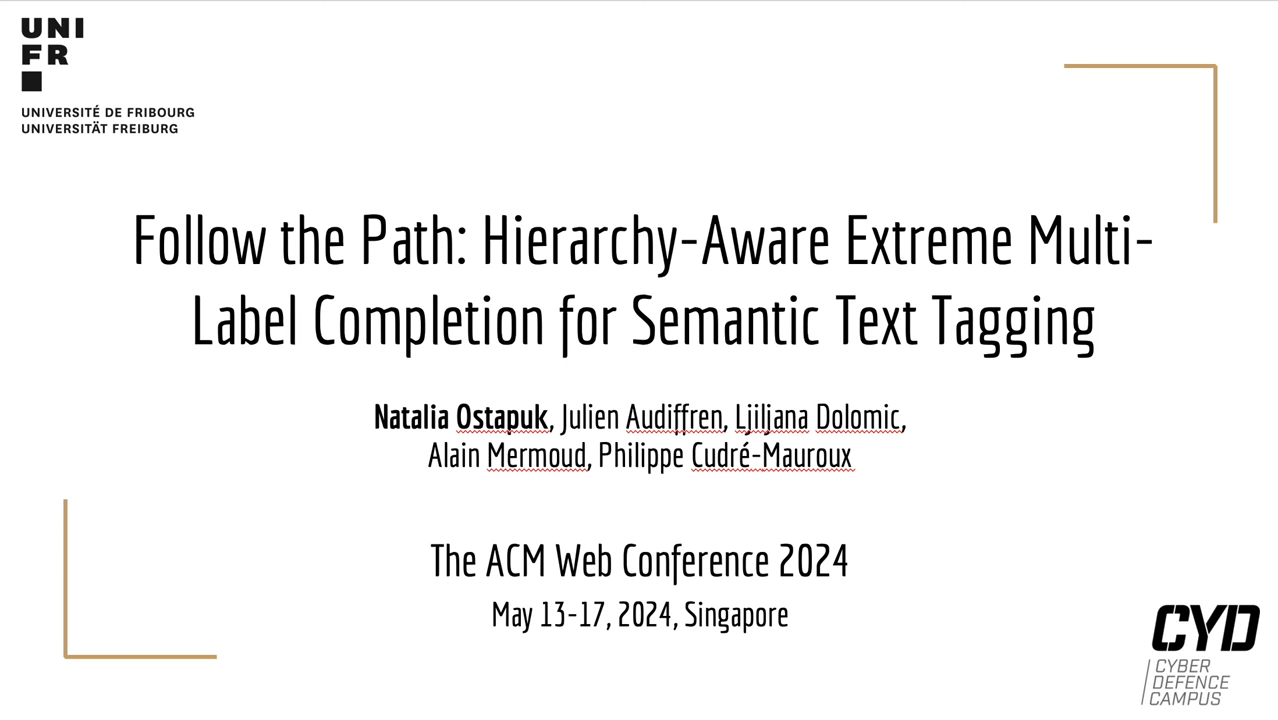 UNI
FR
UNIVERSITÉ DE FRIBOURG
UNIVERSITÄT FREIBURG
Follow the Path: Hierarchy-Aware Extreme Multi-
Label Completion for Semantic Text Tagging
Natalia Ostapuk, Julien Audiffren, Ljiljana Dolomic,
Alain Mermoud, Philippe Cudré-Mauroux
The ACM Web Conference 2024
May 13-17, 2024, Singapore
CYD
CYBER
DEFENCE
CAMPUS